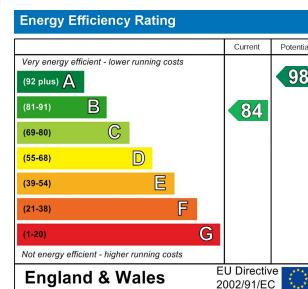 Energy Efficiency Rating
Current
Potentia
Very energy efficient - lower running costs
(92 plus) A
98
(81-91) B
84
(69-80) C
(55-68) D
(39-54) E
(21-38) F
(1-20) G
Not energy efficient - higher running costs
England & Wales
EU Directive
2002/91/EC